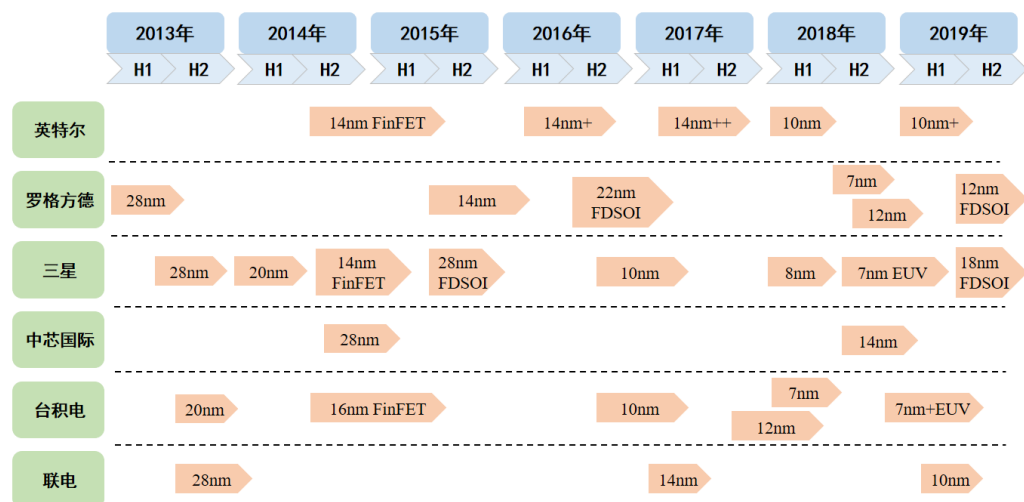 2013年 2014年 2015年 2016年 2017年 2018年 2019年
H1 H2 H1 H2 H1 H2 H1 H2 H1 H2 H1 H2 H1 H2
英特尔 14nm FinFET 14nm+ 14nm++ 10nm 10nm+
罗格方德 28nm 14nm
22nm
FDSOI
7nm
12nm
12nm
FDSOI
三星 28nm 20nm
14nm
FinFET
28nm
FDSOI
10nm 8nm 7nm EUV
18nm
FDSOI
中芯国际 28nm 14nm
台积电 20nm 16nm FinFET 10nm
7nm
12nm
7nm+EUV
联电 28nm 14nm 10nm